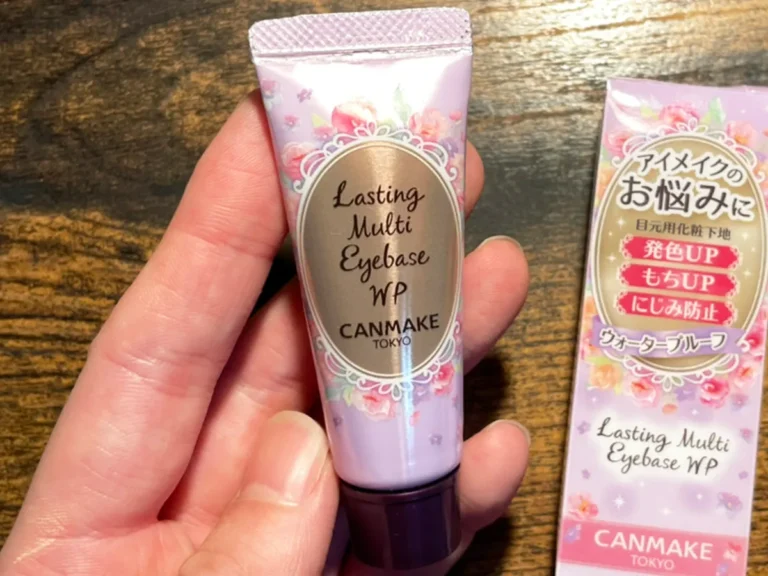 Lasting
Multi
Eyebase
WP
CANMAKE
TOKYO
アイメイクの
お悩みに
目元用化粧下地
発色UP
もちUP
にじみ防止
ウォータープルーフ
Lasting Multi
Eyebase WP
CANMAKE
TOKYO